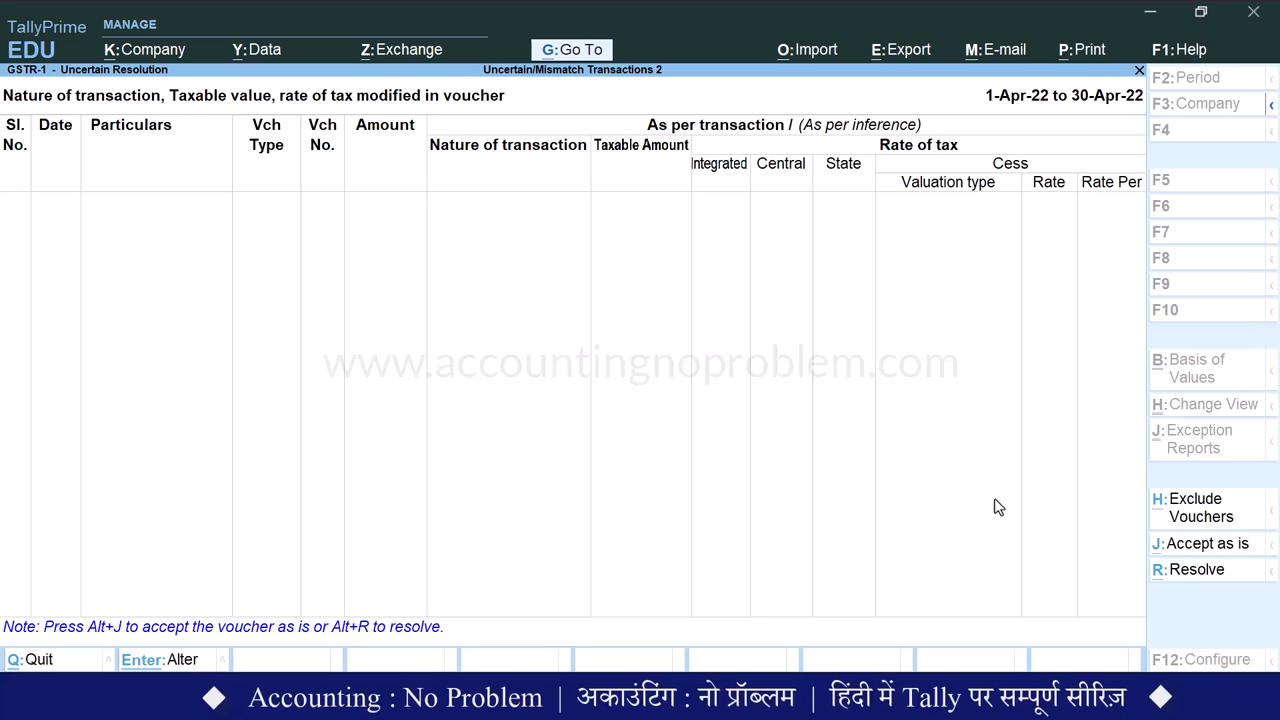 TallyPrime MANAGE
EDU K:Company Y:Data Z:Exchange G:Go To O:Import E:Export M:E-mail P:Print F1:Help
GSTR-1 - Uncertain Resolution Uncertain/Mismatch Transactions 2
Nature of transaction, Taxable value, rate of tax modified in voucher 1-Apr-22 to 30-Apr-22
Sl. No. Date Particulars Vch Type Vch No. Amount As per transaction / (As per inference)
Nature of transaction Taxable Amount Rate of tax
Integrated Central State Cess
Valuation type Rate Rate Per
www.accountingnoproblem.com
Note: Press Alt+J to accept the voucher as is or Alt+R to resolve.
F2:Period
F3:Company
F4
F5
F6
F7
F8
F9
F10
B:Basis of
Values
H:Change View
J:Exception
Reports
H:Exclude
Vouchers
J:Accept as is
R:Resolve
Q:Quit Enter:Alter F12:Configure
Accounting : No Problem | अकाउंटिंग : नो प्रॉब्लम | हिंदी में Tally पर सम्पूर्ण सीरिज़